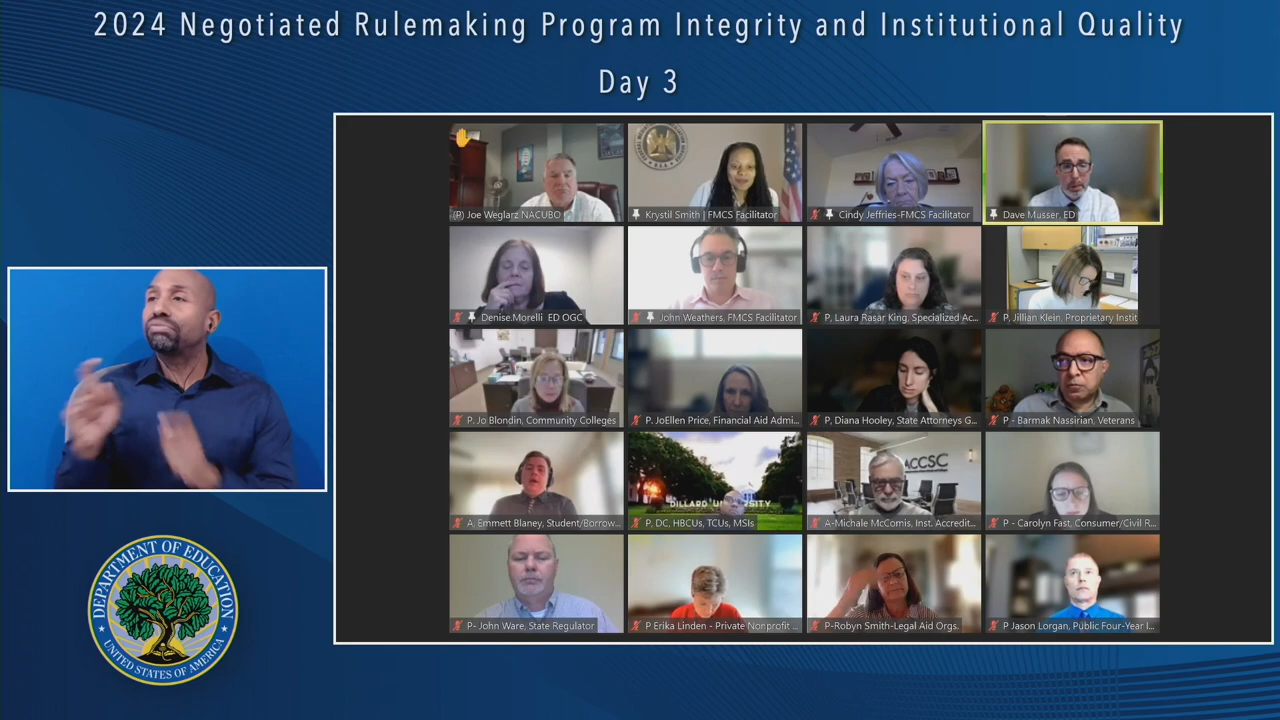 2024 Negotiated Rulemaking Program Integrity and Institutional Quality
Day 3
(P) Joe Weglarz NACUBO
Krystil Smith | FMCS Facilitator
Cindy Jeffries-FMCS Facilitator
Dave Musser, ED
Denise.Morelli ED OGC
John Weathers, FMCS Facilitator
P, Laura Rasar King, Specialized Ac...
P, Jillian Klein, Proprietary Instit
P. Jo Blondin, Community Colleges
P. JoEllen Price, Financial Aid Admi...
P, Diana Hooley, State Attorneys G...
P - Barmak Nassirian, Veterans
DILLARD UNIVERSITY
ACCSC
A. Emmett Blaney, Student/Borrow...
P, DC, HBCUs, TCUs, MSIs
A-Michale McComis, Inst. Accredit...
P - Carolyn Fast, Consumer/Civil R...
P- John Ware, State Regulator
P Erika Linden - Private Nonprofit ...
P-Robyn Smith-Legal Aid Orgs.
P Jason Lorgan, Public Four-Year I...
DEPARTMENT OF EDUCATION
UNITED STATES OF AMERICA